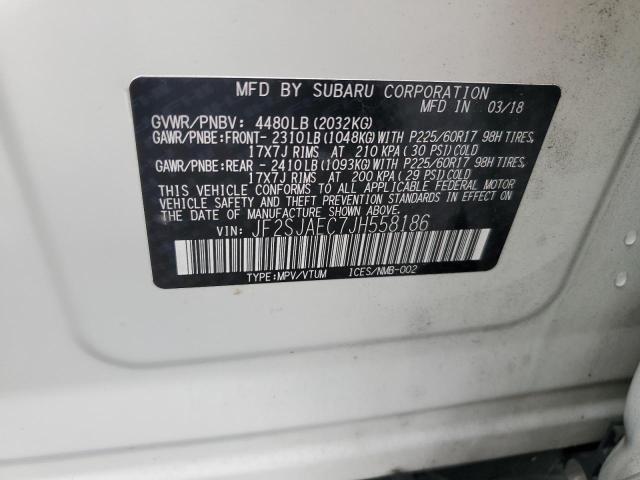 MFD BY SUBARU CORPORATION
MFD IN 03/18
GVWR/PNBV: 4480LB(2032KG)
GAWR/PNBE:FRONT-2310LB(1048KG)WITH P225/60R17 98H TIRES,
17X7J RIMS AT 210 KPA(30 PSI)COLD
GAWR/PNBE:REAR -2410LB(1093KG)WITH P225/60R17 98H TIRES,
17X7J RIMS AT 200 KPA(29 PSI)COLD
THIS VEHICLE CONFORMS TO ALL APPLICABLE FEDERAL MOTOR
VEHICLE SAFETY STANDARDS IN EFFECT ON THE DATE OF
MANUFACTURE SHOWN ABOVE.
VIN: JF2SJAEC7JH558186
TYPE:MPV/VTUM ICES/NMB-002